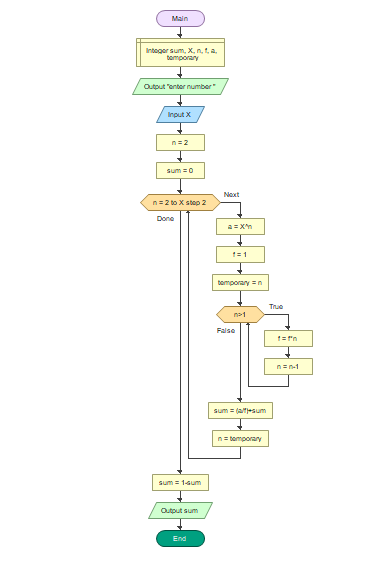 Main
Integer sum, X, n, f, a,
temporary
Output "enter number "
Input X
n = 2
sum = 0
n = 2 to X step 2
Next
Done
a = X^n
f = 1
temporary = n
n>1
True
False
f = f*n
n = n-1
sum = (a/f)+sum
n = temporary
sum = 1-sum
Output sum
End